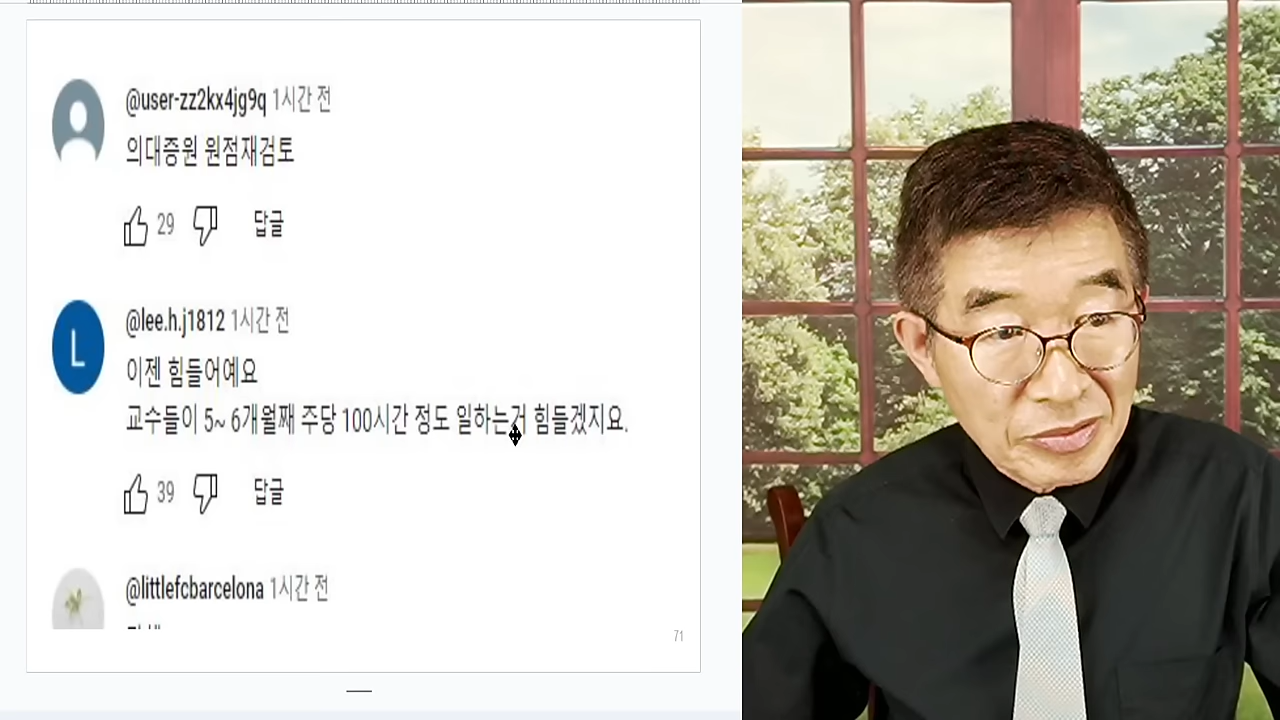 @user-zz2kx4jg9q 1시간 전
의대증원 원점재검토
29 답글
@lee.h.j1812 1시간 전
이젠 힘들어예요
교수들이 5~ 6개월째 주당 100시간 정도 일하는거 힘들겠지요.
39 답글
@littlefcbarcelona 1시간 전
71